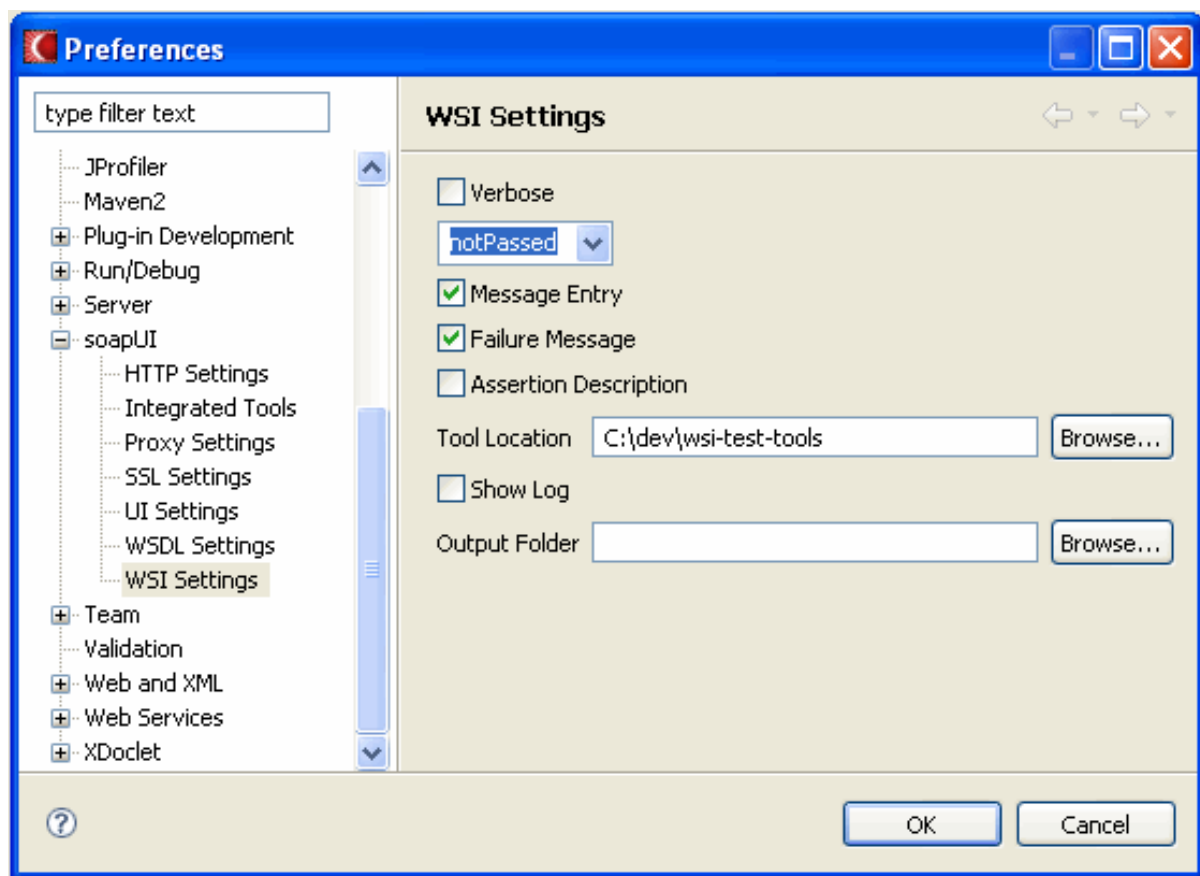 Preferences
type filter text
JProfiler
Maven2
Plug-in Development
Run/Debug
Server
soapUI
HTTP Settings
Integrated Tools
Proxy Settings
SSL Settings
UI Settings
WSDL Settings
WSI Settings
Team
Validation
Web and XML
Web Services
XDoclet
WSI Settings
Verbose
notPassed
Message Entry
Failure Message
Assertion Description
Tool Location C:\dev\wsi-test-tools Browse...
Show Log
Output Folder Browse...
? OK Cancel